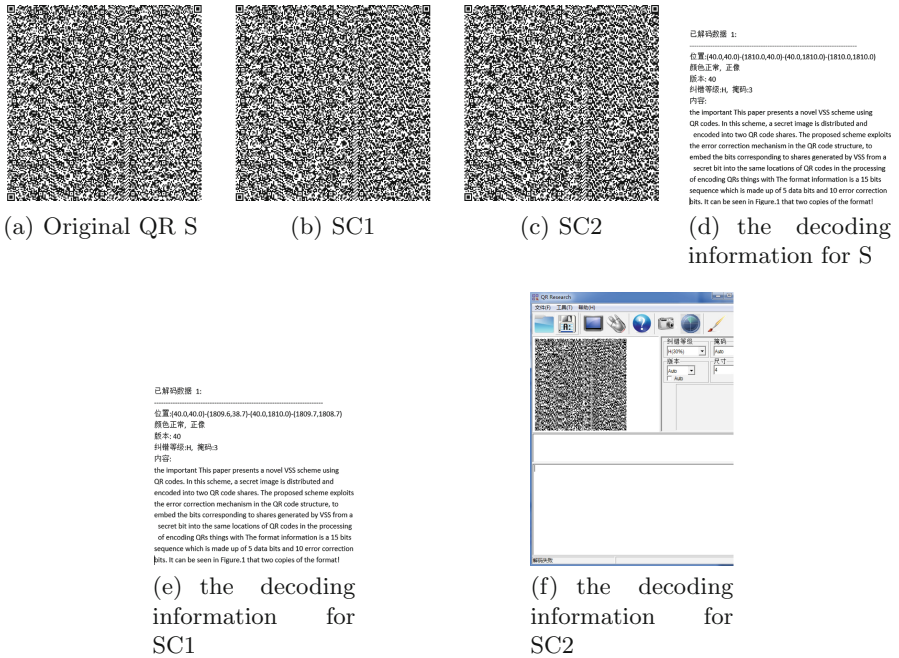 (a) Original QR S
(b) SC1
(c) SC2
已解码数据 1:
位置:(40.0,40.0)-(1810.0,40.0)-(40.0,1810.0)-(1810.0,1810.0)
颜色正常, 正像
版本: 40
纠错等级:H, 掩码:3
内容:
the important This paper presents a novel VSS scheme using
QR codes. In this scheme, a secret image is distributed and
encoded into two QR code shares. The proposed scheme exploits
the error correction mechanism in the QR code structure, to
embed the bits corresponding to shares generated by VSS from a
secret bit into the same locations of QR codes in the processing
of encoding QRs things with The format information is a 15 bits
sequence which is made up of 5 data bits and 10 error correction
bits. It can be seen in Figure.1 that two copies of the format!
(d) the decoding
information for S
已解码数据 1:
位置:(40.0,40.0)-(1809.6,38.7)-(40.0,1810.0)-(1809.7,1808.7)
颜色正常, 正像
版本: 40
纠错等级:H, 掩码:3
内容:
the important This paper presents a novel VSS scheme using
QR codes. In this scheme, a secret image is distributed and
encoded into two QR code shares. The proposed scheme exploits
the error correction mechanism in the QR code structure, to
embed the bits corresponding to shares generated by VSS from a
secret bit into the same locations of QR codes in the processing
of encoding QRs things with The format information is a 15 bits
sequence which is made up of 5 data bits and 10 error correction
bits. It can be seen in Figure.1 that two copies of the format!
(e) the decoding
information for
SC1
QR Research
文件(F) 工具(T) 帮助(H)
A:
纠错等级 掩码
H(30%) Auto
版本 尺寸
Auto 4
Auto
解码失败
(f) the decoding
information for
SC2